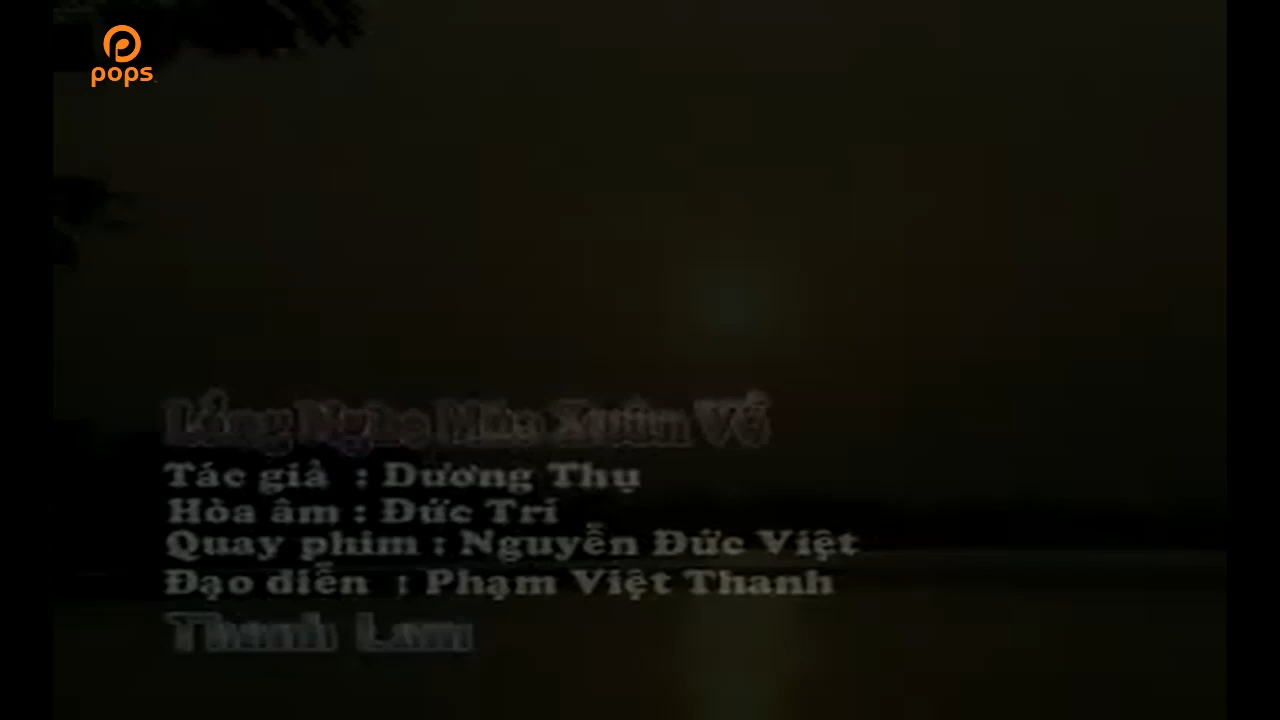 pops
Lắng Nghe Mùa Xuân Về
Tác giả : Dương Thụ
Hòa âm : Đức Trí
Quay phim : Nguyễn Đức Việt
Đạo diễn : Phạm Việt Thanh
Thanh Lam